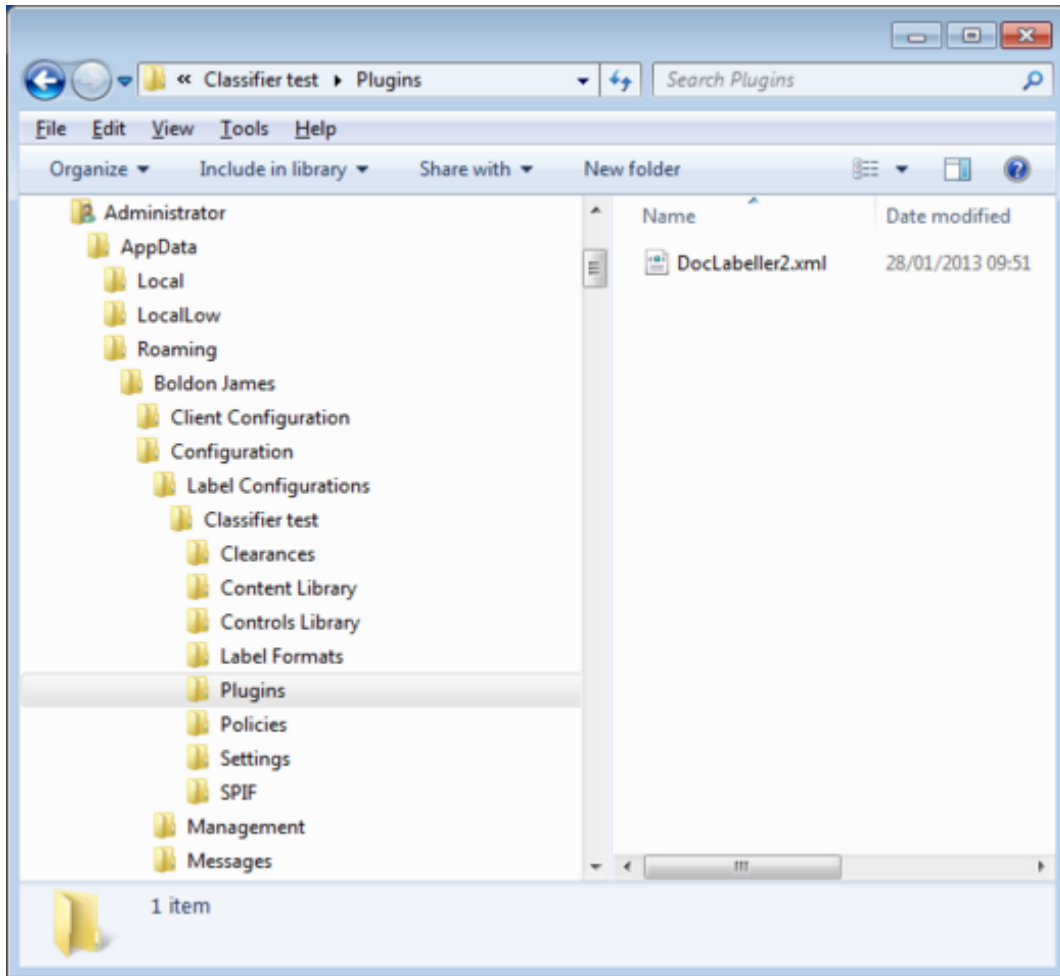 « Classifier test ▸ Plugins
Search Plugins
File Edit View Tools Help
Organize Include in library Share with New folder
Administrator
AppData
Local
LocalLow
Roaming
Boldon James
Client Configuration
Configuration
Label Configurations
Classifier test
Clearances
Content Library
Controls Library
Label Formats
Plugins
Policies
Settings
SPIF
Management
Messages
Name Date modified
DocLabeller2.xml 28/01/2013 09:51
1 item